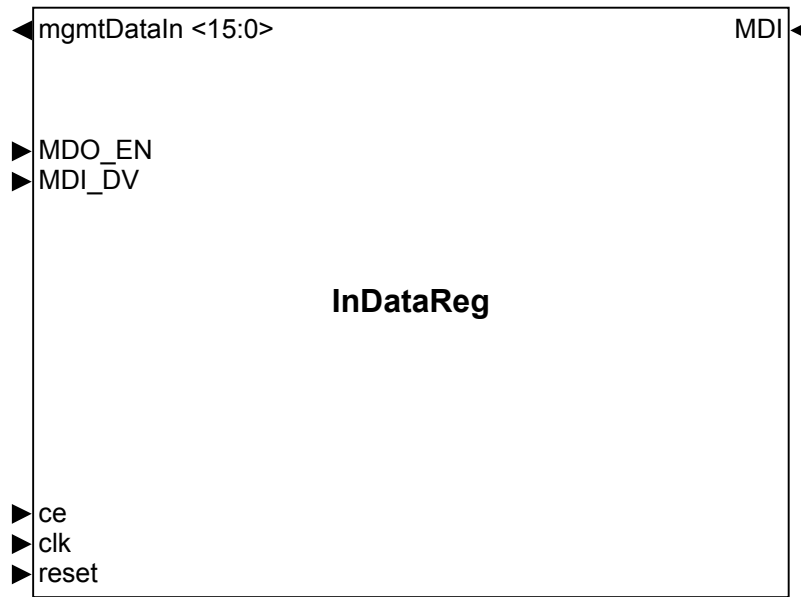 mgmtDataIn <15:0>
MDI
MDO_EN
MDI_DV
InDataReg
ce
clk
reset